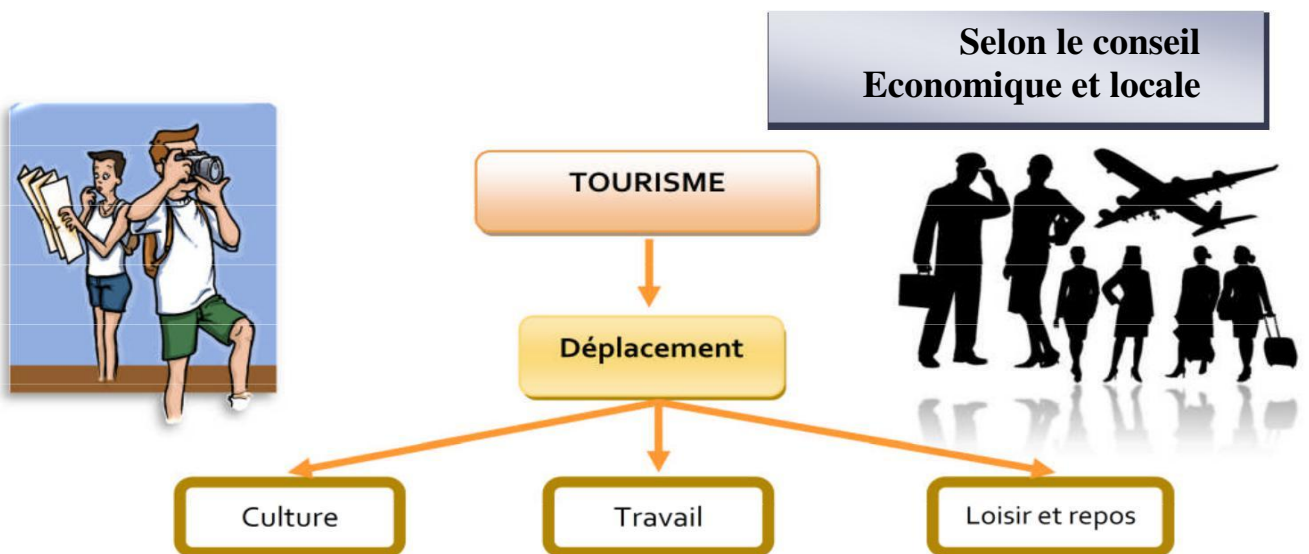 Selon le conseil
Economique et locale
TOURISME
Déplacement
Culture
Travail
Loisir et repos